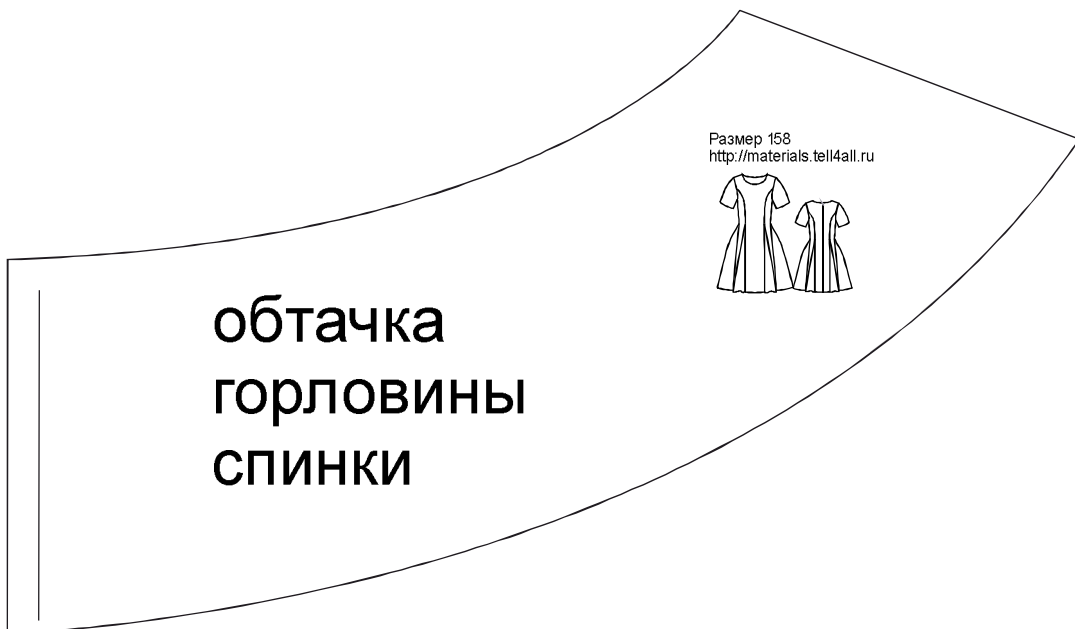 Размер 158
http://materials.tell4all.ru
обтачка
горловины
спинки